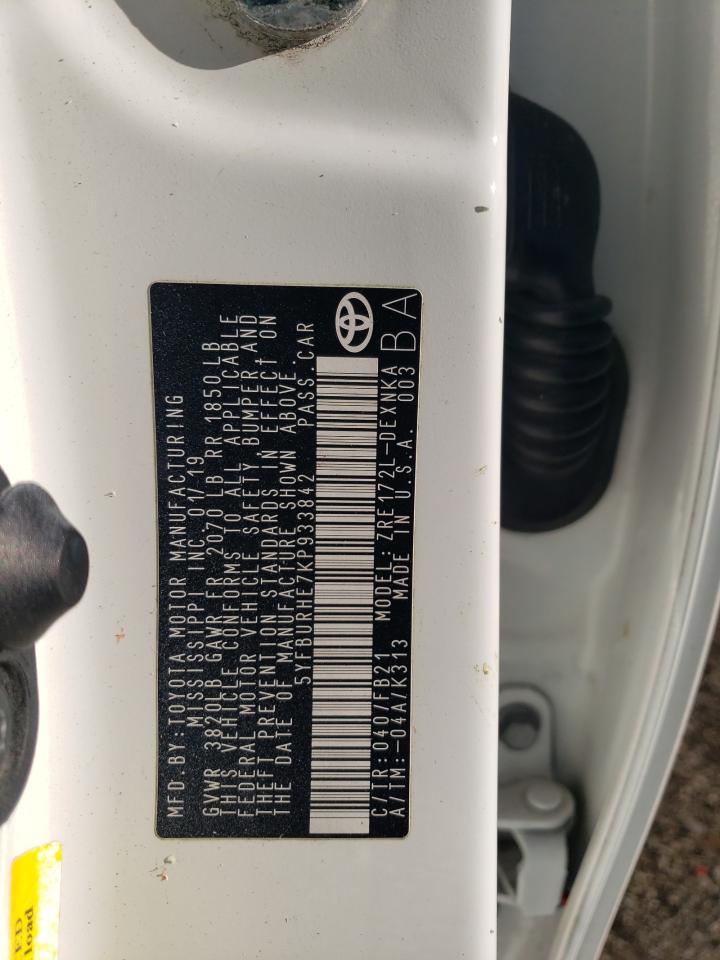 MFD.BY:TOYOTA MOTOR MANUFACTURING
MISSISSIPPI INC. 01/19
GVWR 3820LB GAWR FR 2070 LB RR 1850LB
THIS VEHICLE CONFORMS TO ALL APPLICABLE
FEDERAL MOTOR VEHICLE SAFETY, BUMPER AND
THEFT PREVENTION STANDARDS IN EFFECT ON
THE DATE OF MANUFACTURE SHOWN ABOVE.
5YFBURHE7KP933842 PASS. CAR
C/TR:040/FB21 MODEL:ZRE172L-DEXNKA
A/TM:-04A/K313 MADE IN U.S.A. 003
BA
load